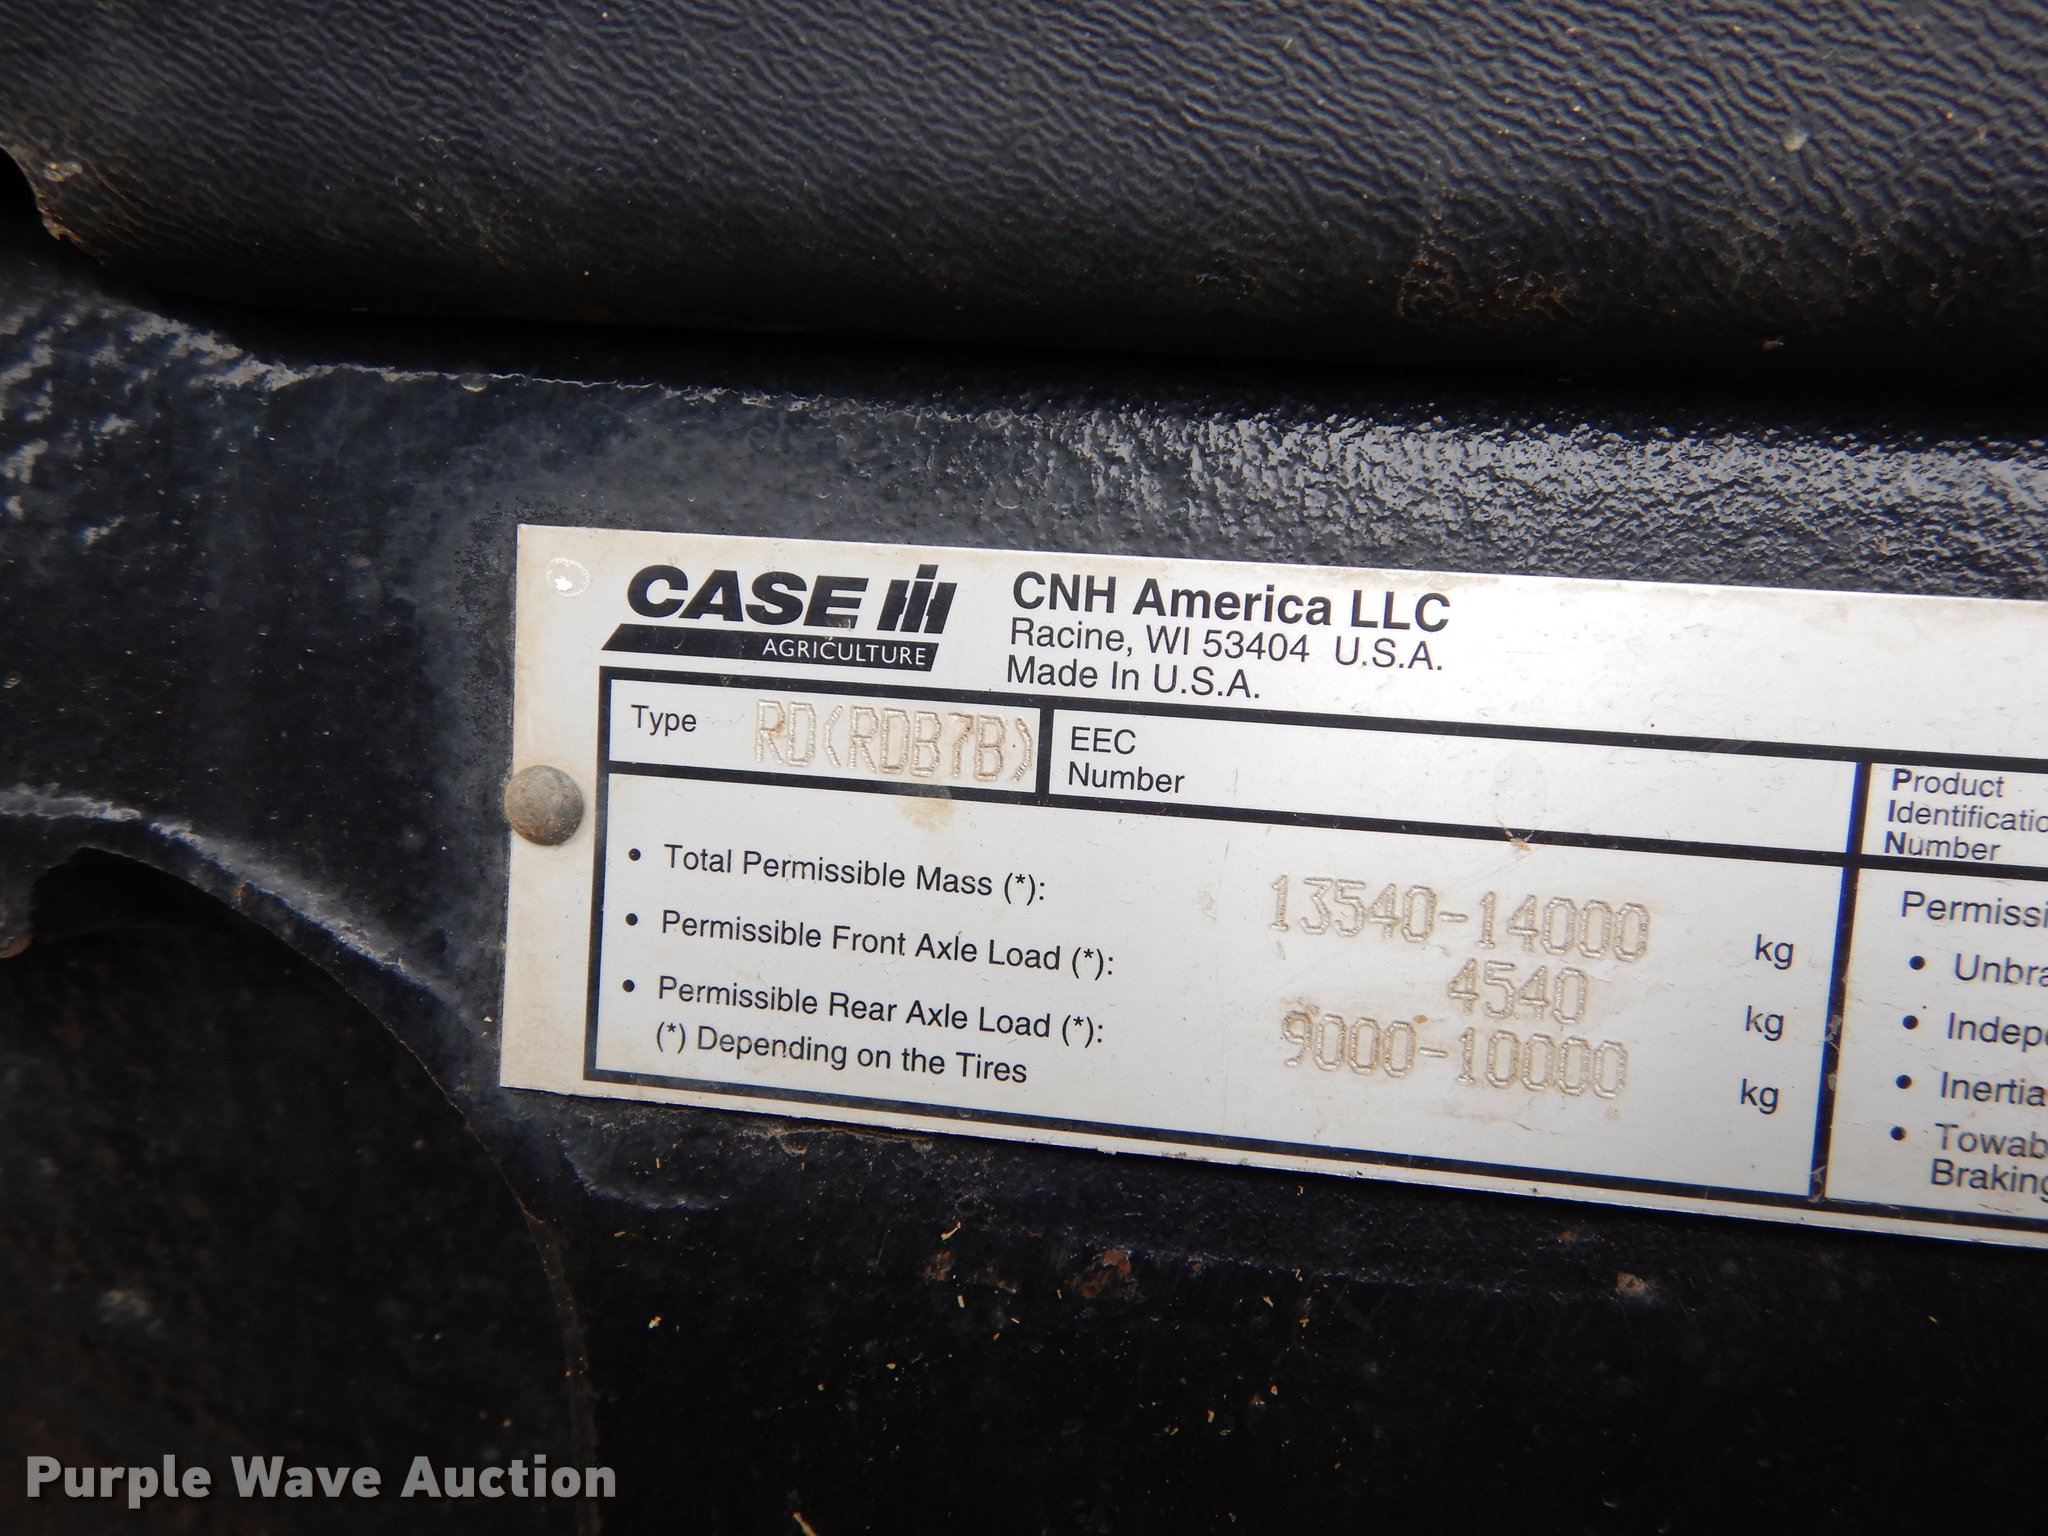 CASE IH
AGRICULTURE
CNH America LLC
Racine, WI 53404 U.S.A.
Made In U.S.A.
Type RD(RDB7B)
EEC
Number
Product
Identificatio
Number
• Total Permissible Mass (*): 13540-14000 kg
• Permissible Front Axle Load (*): 4540 kg
• Permissible Rear Axle Load (*): 9000-10000 kg
(*) Depending on the Tires
Permissi
• Unbra
• Indep
• Inertia
• Towab
Braking
Purple Wave Auction